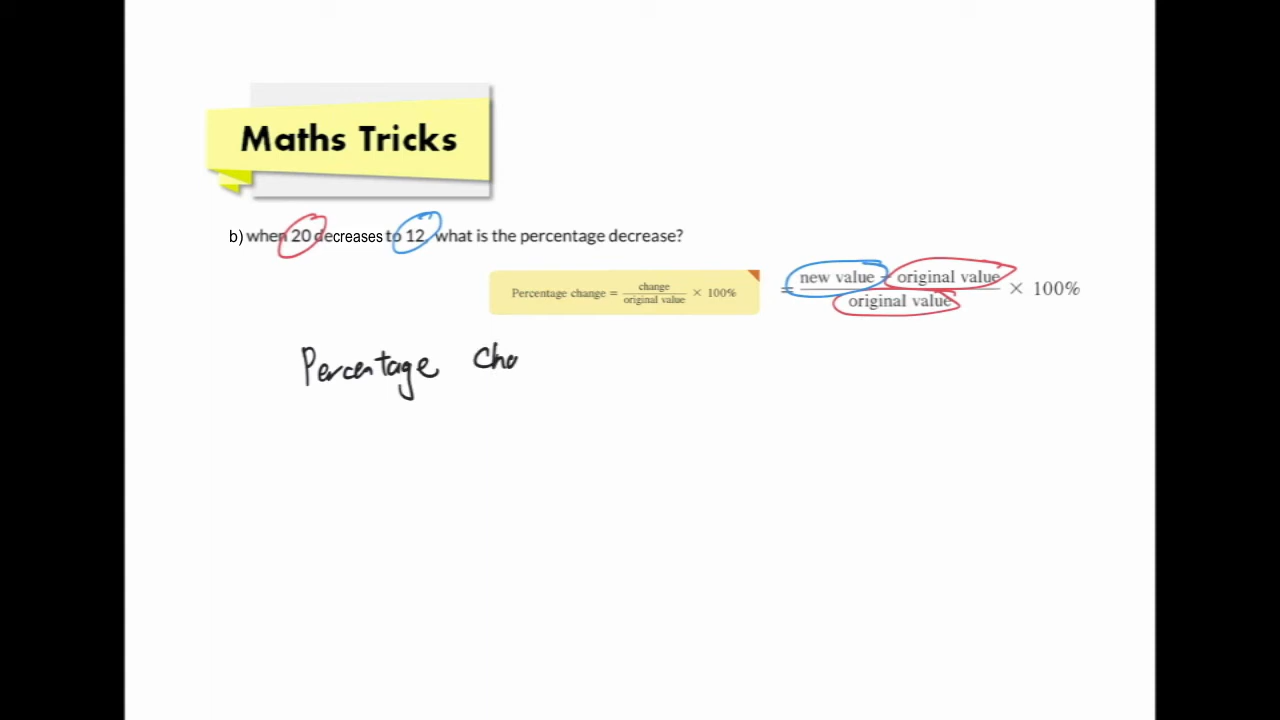 Maths Tricks
b) when 20 decreases to 12, what is the percentage decrease?
Percentage change = change / original value × 100% = new value - original value / original value × 100%
Percentage Cha